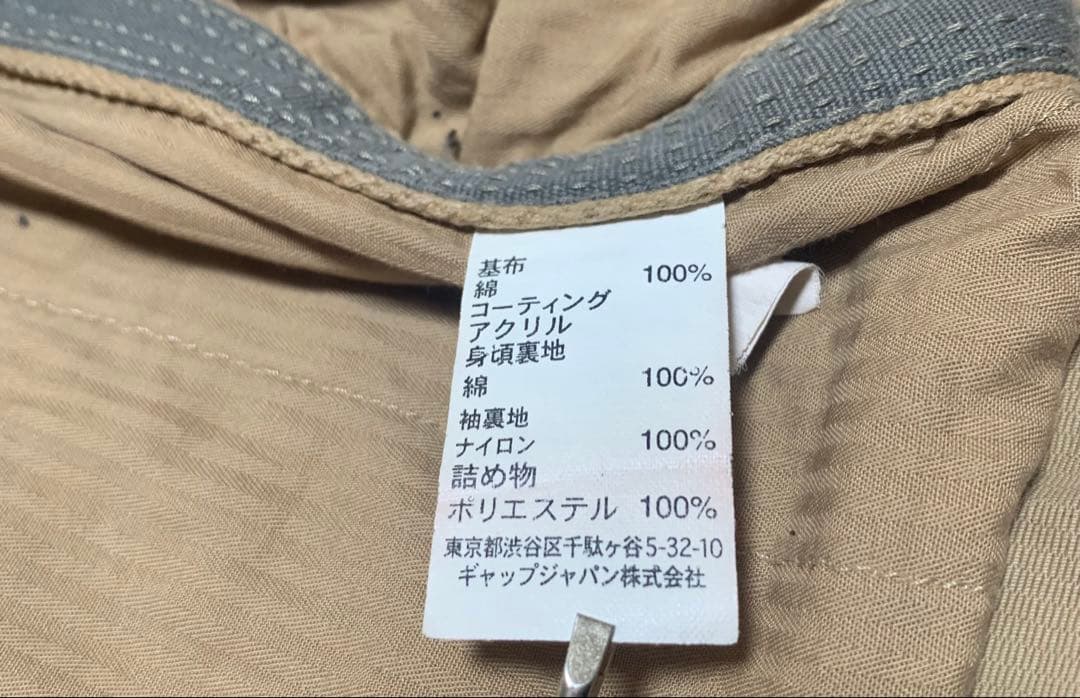 基布
綿 100%
コーティング
アクリル
身頃裏地
綿 100%
袖裏地
ナイロン 100%
詰め物
ポリエステル 100%
東京都渋谷区千駄ヶ谷5-32-10
ギャップジャパン株式会社